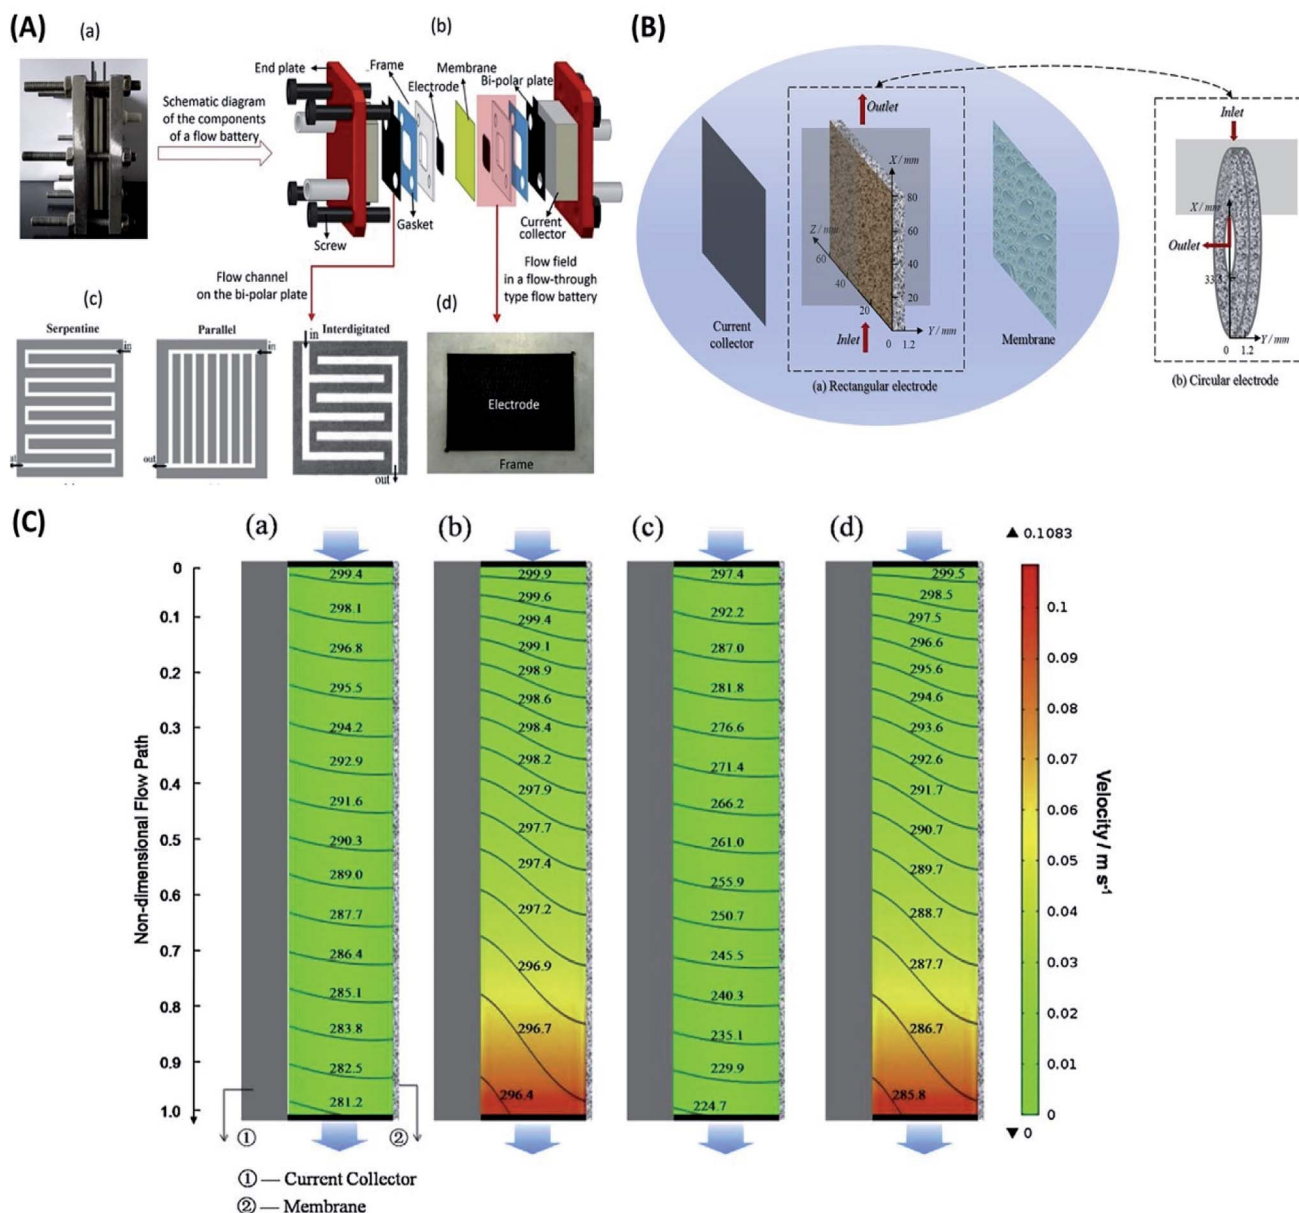 (A)
(a)
Schematic diagram
of the components
of a flow battery
(b)
End plate
Frame
Electrode
Membrane
Bi-polar plate
Gasket
Screw
Current
collector
Flow channel
on the bi-polar plate
Flow field
in a flow-through
type flow battery
(c)
Serpentine
in
Parallel
in
out
Interdigitated
in
out
(d)
Electrode
Frame
(B)
Outlet
X / mm
80
60
40
20
Z / mm
60
40
20
0 1.2
Y / mm
Inlet
Current
collector
Membrane
(a) Rectangular electrode
Inlet
X / mm
Outlet
33.3
0 1.2
Y / mm
(b) Circular electrode
(C)
(a) (b) (c) (d)
Non-dimensional Flow Path
0
0.1
0.2
0.3
0.4
0.5
0.6
0.7
0.8
0.9
1.0
299.4
298.1
296.8
295.5
294.2
292.9
291.6
290.3
289.0
287.7
286.4
285.1
283.8
282.5
281.2
① ②
299.9
299.6
299.4
299.1
298.9
298.6
298.4
298.2
297.9
297.7
297.4
297.2
296.9
296.7
296.4
297.4
292.2
287.0
281.8
276.6
271.4
266.2
261.0
255.9
250.7
245.5
240.3
235.1
229.9
224.7
299.5
298.5
297.5
296.6
295.6
294.6
293.6
292.6
291.7
290.7
289.7
288.7
287.7
286.7
285.8
▲ 0.1083
0.1
0.09
0.08
0.07
0.06
0.05
0.04
0.03
0.02
0.01
0
▼ 0
Velocity / m s⁻¹
① — Current Collector
② — Membrane